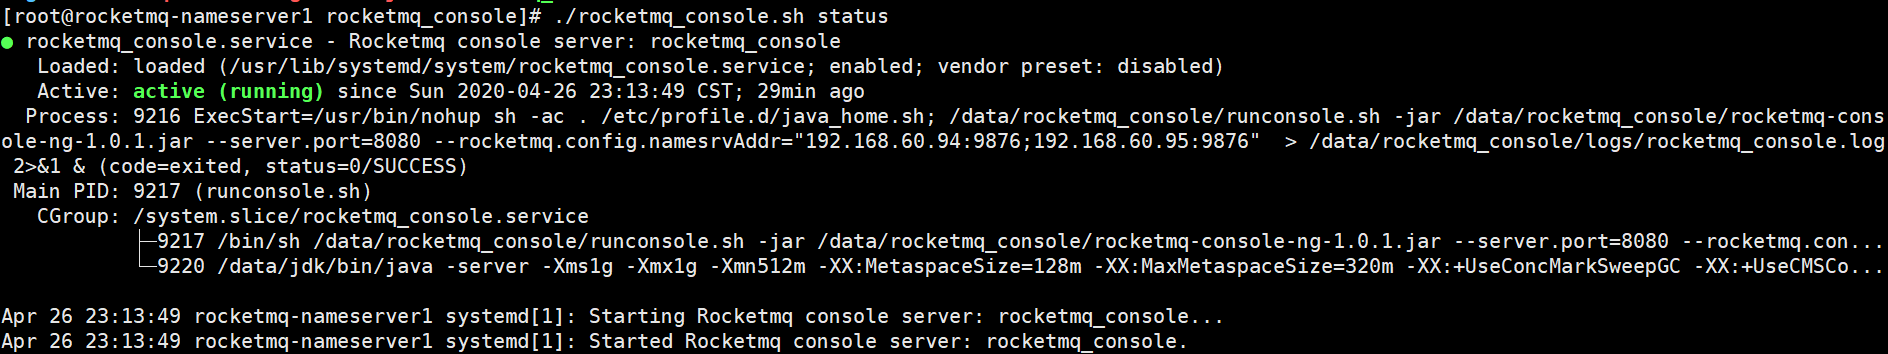 [root@rocketmq-nameserver1 rocketmq_console]# ./rocketmq_console.sh status
● rocketmq_console.service - Rocketmq console server: rocketmq_console
   Loaded: loaded (/usr/lib/systemd/system/rocketmq_console.service; enabled; vendor preset: disabled)
   Active: active (running) since Sun 2020-04-26 23:13:49 CST; 29min ago
  Process: 9216 ExecStart=/usr/bin/nohup sh -ac . /etc/profile.d/java_home.sh; /data/rocketmq_console/runconsole.sh -jar /data/rocketmq_console/rocketmq-cons
ole-ng-1.0.1.jar --server.port=8080 --rocketmq.config.namesrvAddr="192.168.60.94:9876;192.168.60.95:9876"  > /data/rocketmq_console/logs/rocketmq_console.log
 2>&1 & (code=exited, status=0/SUCCESS)
 Main PID: 9217 (runconsole.sh)
   CGroup: /system.slice/rocketmq_console.service
           ├─9217 /bin/sh /data/rocketmq_console/runconsole.sh -jar /data/rocketmq_console/rocketmq-console-ng-1.0.1.jar --server.port=8080 --rocketmq.con...
           └─9220 /data/jdk/bin/java -server -Xms1g -Xmx1g -Xmn512m -XX:MetaspaceSize=128m -XX:MaxMetaspaceSize=320m -XX:+UseConcMarkSweepGC -XX:+UseCMSCo...

Apr 26 23:13:49 rocketmq-nameserver1 systemd[1]: Starting Rocketmq console server: rocketmq_console...
Apr 26 23:13:49 rocketmq-nameserver1 systemd[1]: Started Rocketmq console server: rocketmq_console.